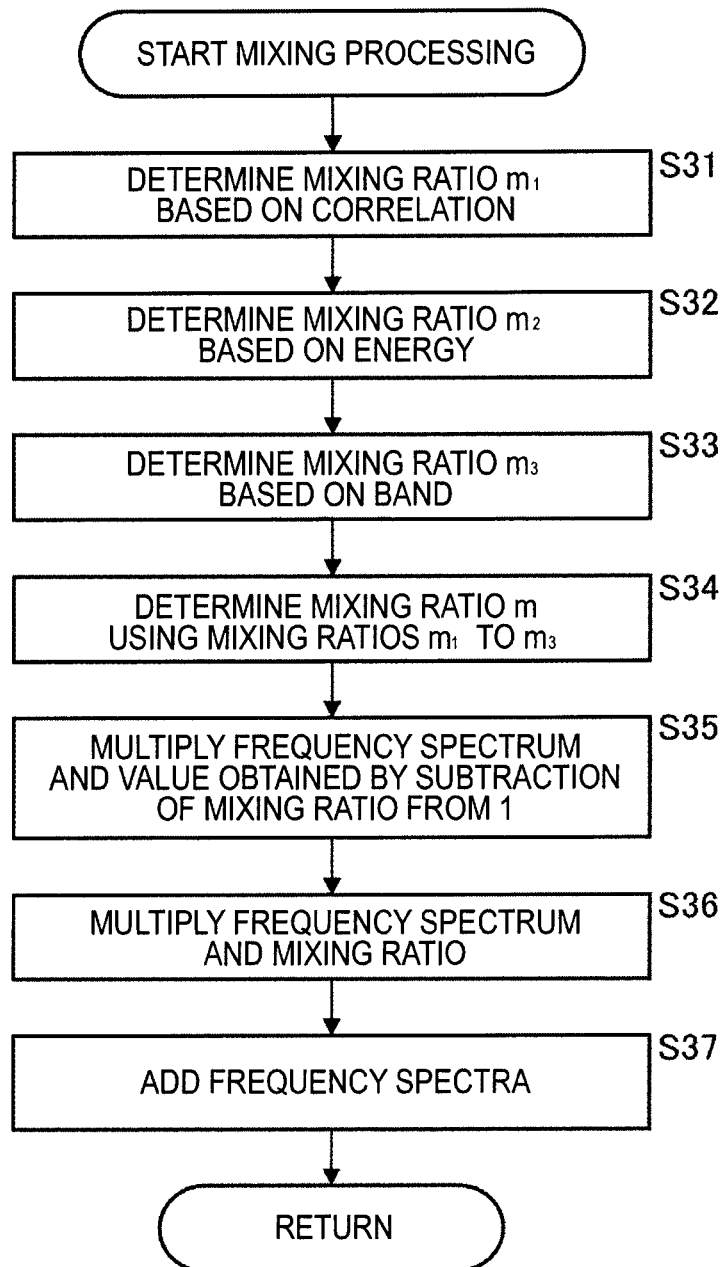 START MIXING PROCESSING
S31
DETERMINE MIXING RATIO m₁
BASED ON CORRELATION
S32
DETERMINE MIXING RATIO m₂
BASED ON ENERGY
S33
DETERMINE MIXING RATIO m₃
BASED ON BAND
S34
DETERMINE MIXING RATIO m
USING MIXING RATIOS m₁ TO m₃
S35
MULTIPLY FREQUENCY SPECTRUM
AND VALUE OBTAINED BY SUBTRACTION
OF MIXING RATIO FROM 1
S36
MULTIPLY FREQUENCY SPECTRUM
AND MIXING RATIO
S37
ADD FREQUENCY SPECTRA
RETURN